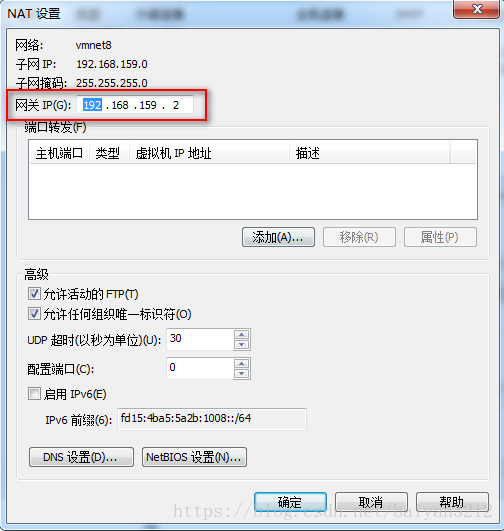 NAT 设置
网络: vmnet8
子网 IP: 192.168.159.0
子网掩码: 255.255.255.0
网关 IP(G): 192 . 168 . 159 . 2
端口转发(F)
主机端口 类型 虚拟机 IP 地址 描述
添加(A)... 移除(R) 属性(P)
高级
允许活动的 FTP(T)
允许任何组织唯一标识符(O)
UDP 超时(以秒为单位)(U): 30
配置端口(C): 0
启用 IPv6(E)
IPv6 前缀(6): fd15:4ba5:5a2b:1008::/64
DNS 设置(D)... NetBIOS 设置(N)...
确定 取消 帮助